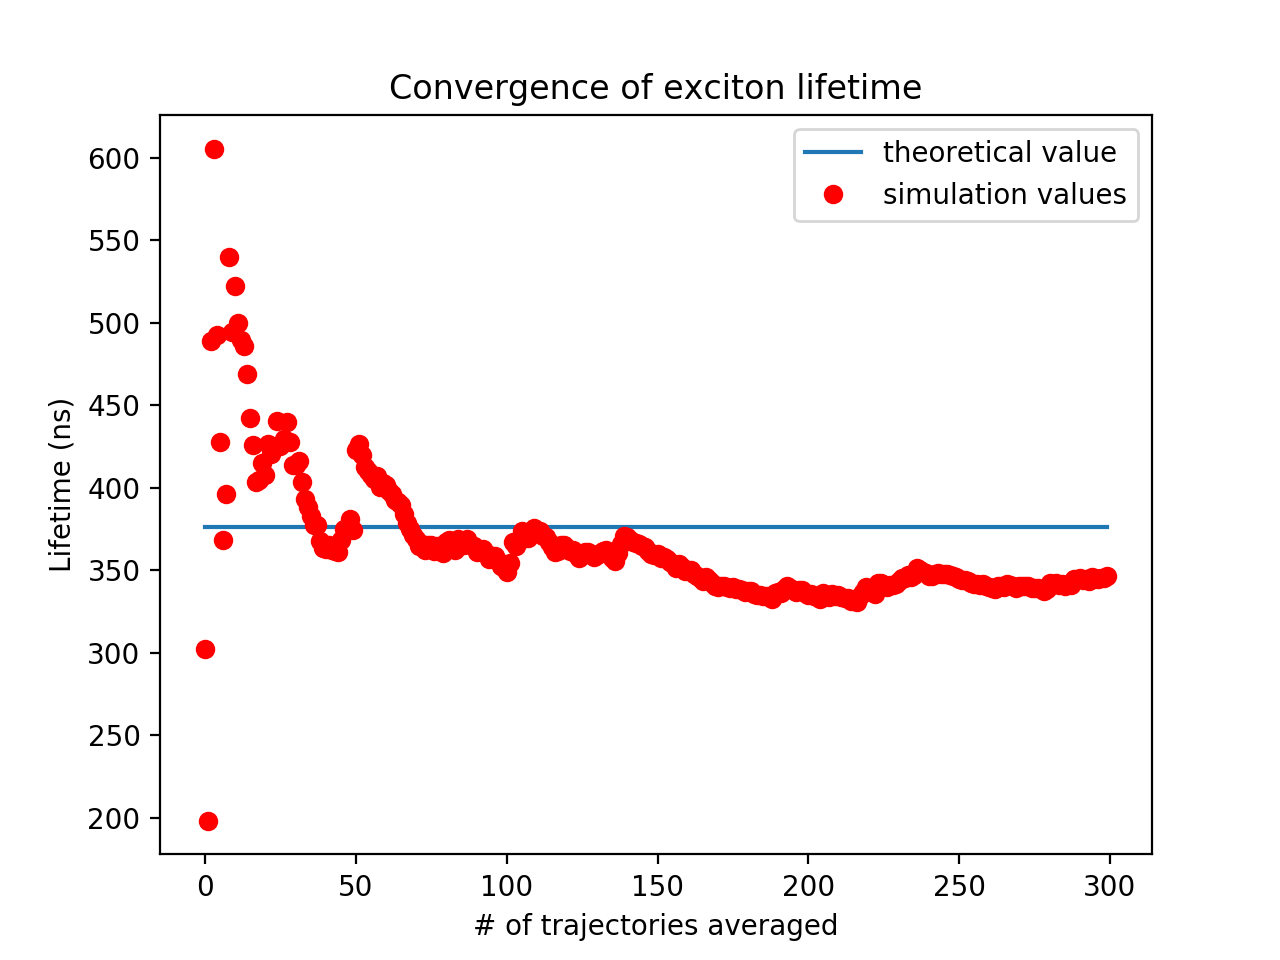 Convergence of exciton lifetime
theoretical value
simulation values
600
550
500
450
400
350
300
250
200
Lifetime (ns)
0 50 100 150 200 250 300
# of trajectories averaged